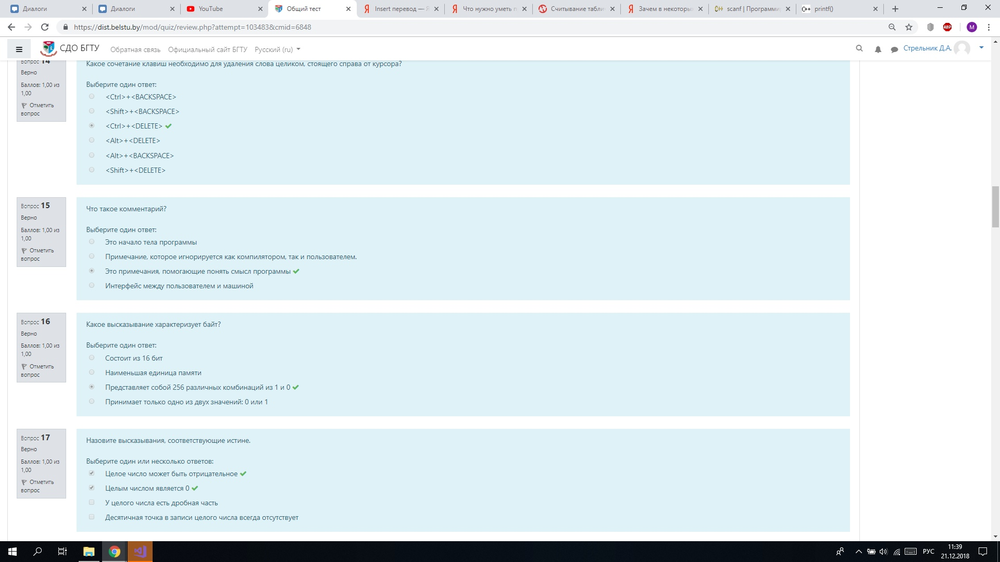 Диалоги
Диалоги
YouTube
Общий тест
Insert перевод — Я
Что нужно уметь п
Считывание табли
Зачем в некоторы
scanf | Программи
C++ printf()
https://dist.belstu.by/mod/quiz/review.php?attempt=103483&cmid=6848
ABP
M
СДО БГТУ
Обратная связь
Официальный сайт БГТУ
Русский (ru)
Стрельник Д.А.
Вопрос 14
Верно
Баллов: 1,00 из
1,00
Отметить
вопрос
Какое сочетание клавиш необходимо для удаления слова целиком, стоящего справа от курсора?
Выберите один ответ:
<Ctrl>+<BACKSPACE>
<Shift>+<BACKSPACE>
<Ctrl>+<DELETE>
<Alt>+<DELETE>
<Alt>+<BACKSPACE>
<Shift>+<DELETE>
Вопрос 15
Верно
Баллов: 1,00 из
1,00
Отметить
вопрос
Что такое комментарий?
Выберите один ответ:
Это начало тела программы
Примечание, которое игнорируется как компилятором, так и пользователем.
Это примечания, помогающие понять смысл программы
Интерфейс между пользователем и машиной
Вопрос 16
Верно
Баллов: 1,00 из
1,00
Отметить
вопрос
Какое высказывание характеризует байт?
Выберите один ответ:
Состоит из 16 бит
Наименьшая единица памяти
Представляет собой 256 различных комбинаций из 1 и 0
Принимает только одно из двух значений: 0 или 1
Вопрос 17
Верно
Баллов: 1,00 из
1,00
Отметить
вопрос
Назовите высказывания, соответствующие истине.
Выберите один или несколько ответов:
Целое число может быть отрицательное
Целым числом является 0
У целого числа есть дробная часть
Десятичная точка в записи целого числа всегда отсутствует
РУС
11:39
21.12.2018